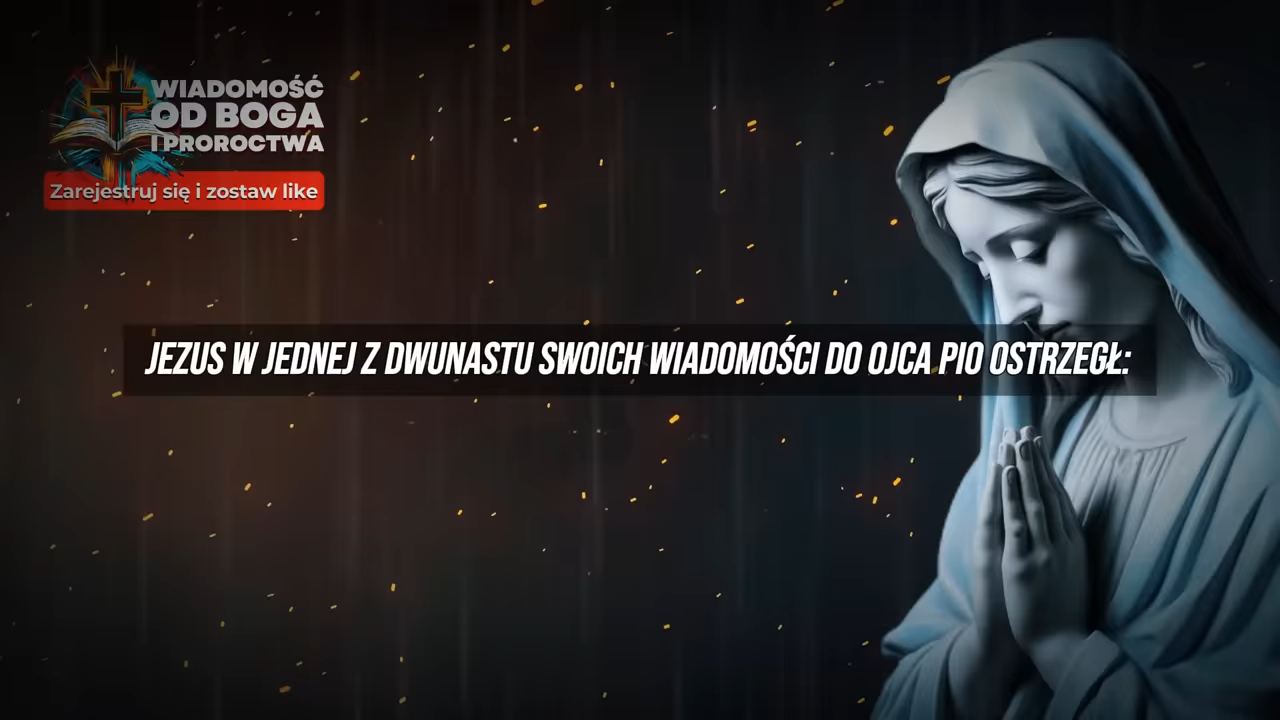 WIADOMOŚĆ
OD BOGA
I PROROCTWA
Zarejestruj się i zostaw like
JEZUS W JEDNEJ Z DWUNASTU SWOICH WIADOMOŚCI DO OJCA PIO OSTRZEGŁ: